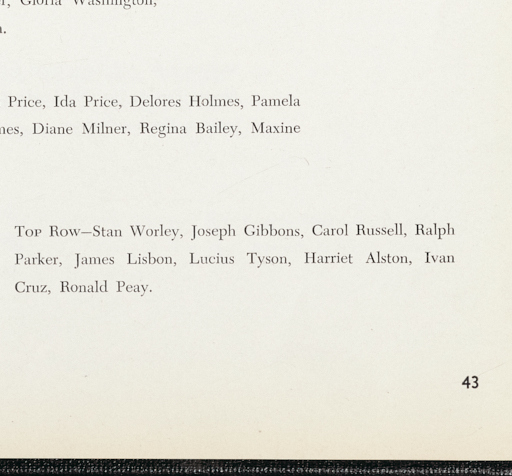 Gloria Washington,
Price, Ida Price, Delores Holmes, Pamela
Diane Milner, Regina Bailey, Maxine
Top Row—Stan Worley, Joseph Gibbons, Carol Russell, Ralph
Parker, James Lisbon, Lucius Tyson, Harriet Alston, Ivan
Cruz, Ronald Peay.
43